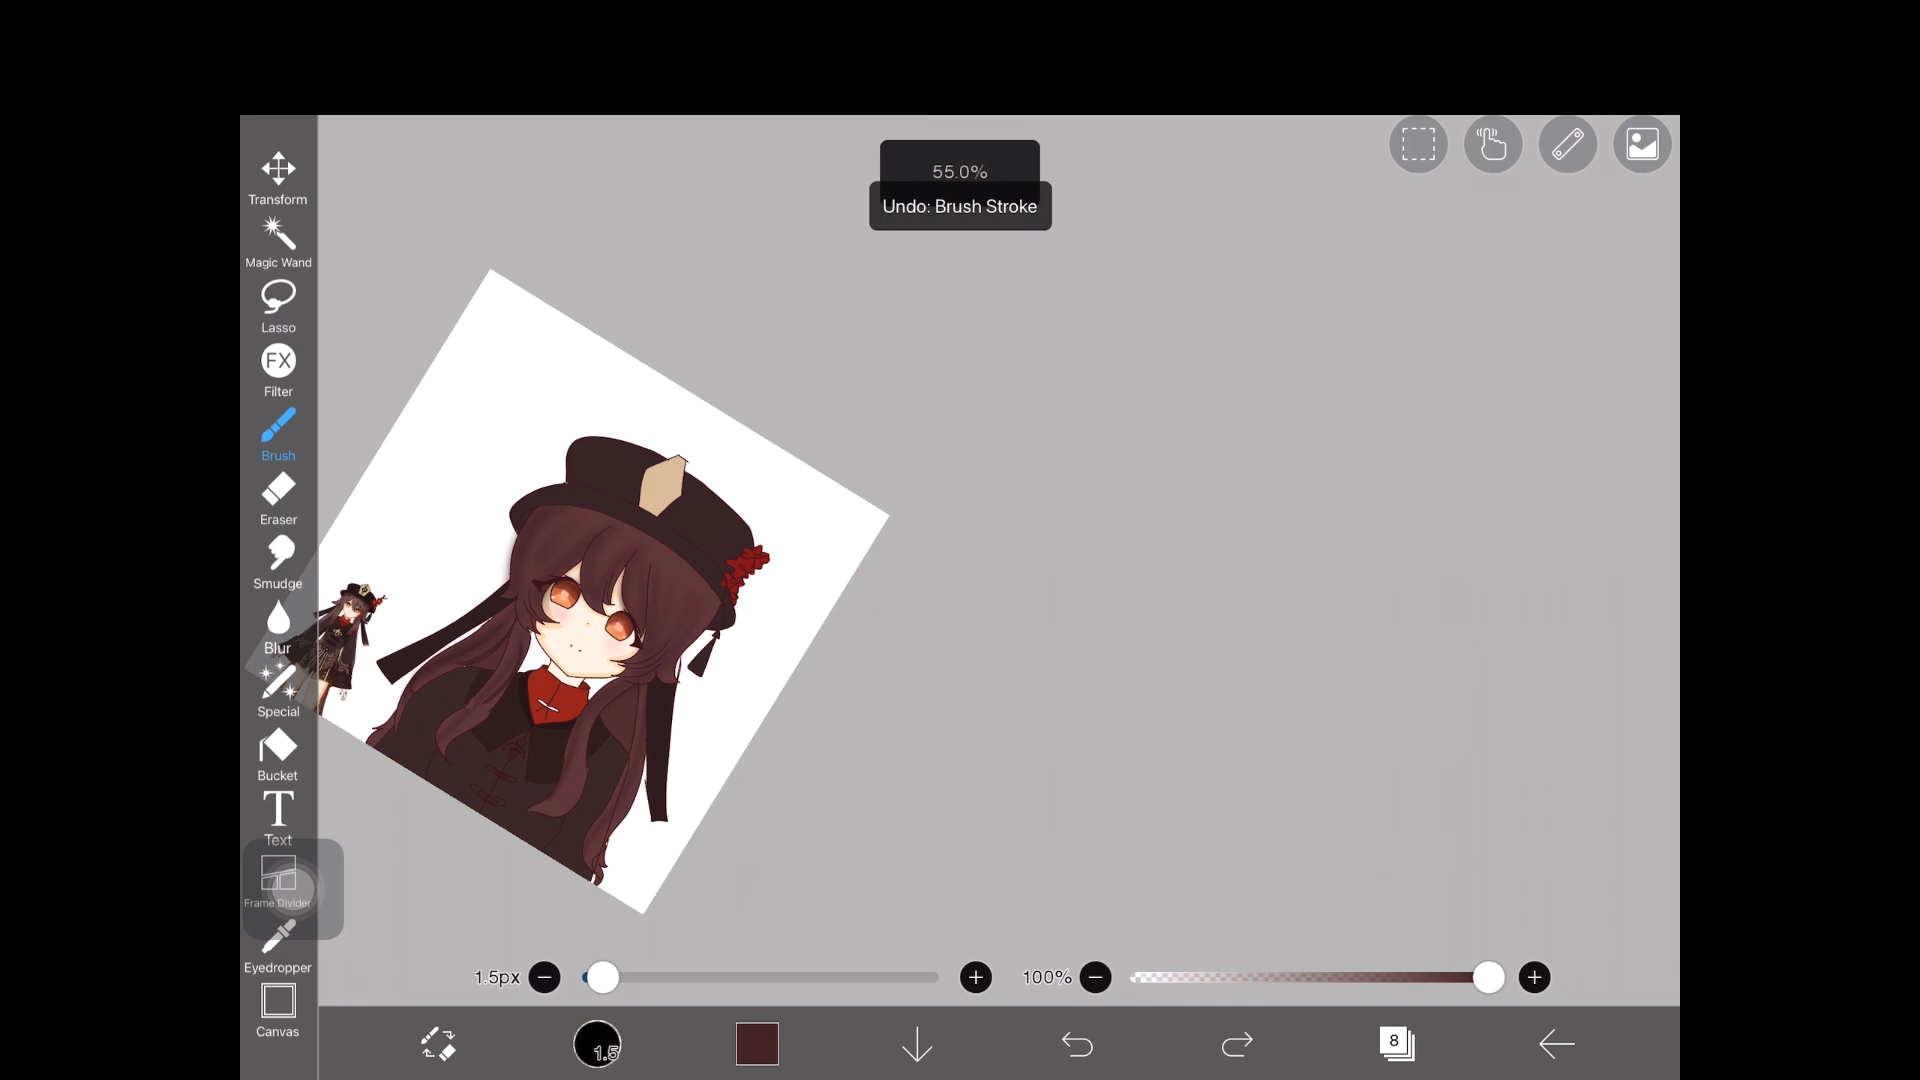 55.0%
Undo: Brush Stroke
Transform
Magic Wand
Lasso
FX
Filter
Brush
Eraser
Smudge
Blur
Special
Bucket
T
Text
Frame Divider
Eyedropper
Canvas
1.5px
100%
1.5
8